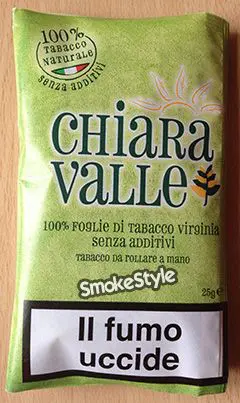 100%
TABACCO
NATURALE
senza additivi
CHiARA
VALLE
100% FOGLIE DI TABACCO VIRGINIA
SENZA ADDITIVI
TABACCO DA ROLLARE A MANO
SmokeStyle
25g e
Il fumo
uccide